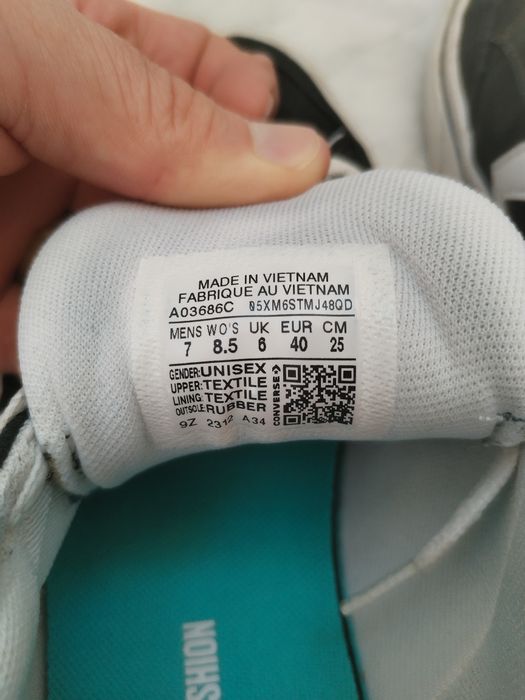 MADE IN VIETNAM
FABRIQUE AU VIETNAM
A03686C 05XM6STMJ48QD
MENS WO'S UK EUR CM
7 8.5 6 40 25
GENDER: UNISEX
UPPER: TEXTILE
LINING: TEXTILE
OUTSOLE: RUBBER
9Z 2312 A34
CONVERSE
SHION